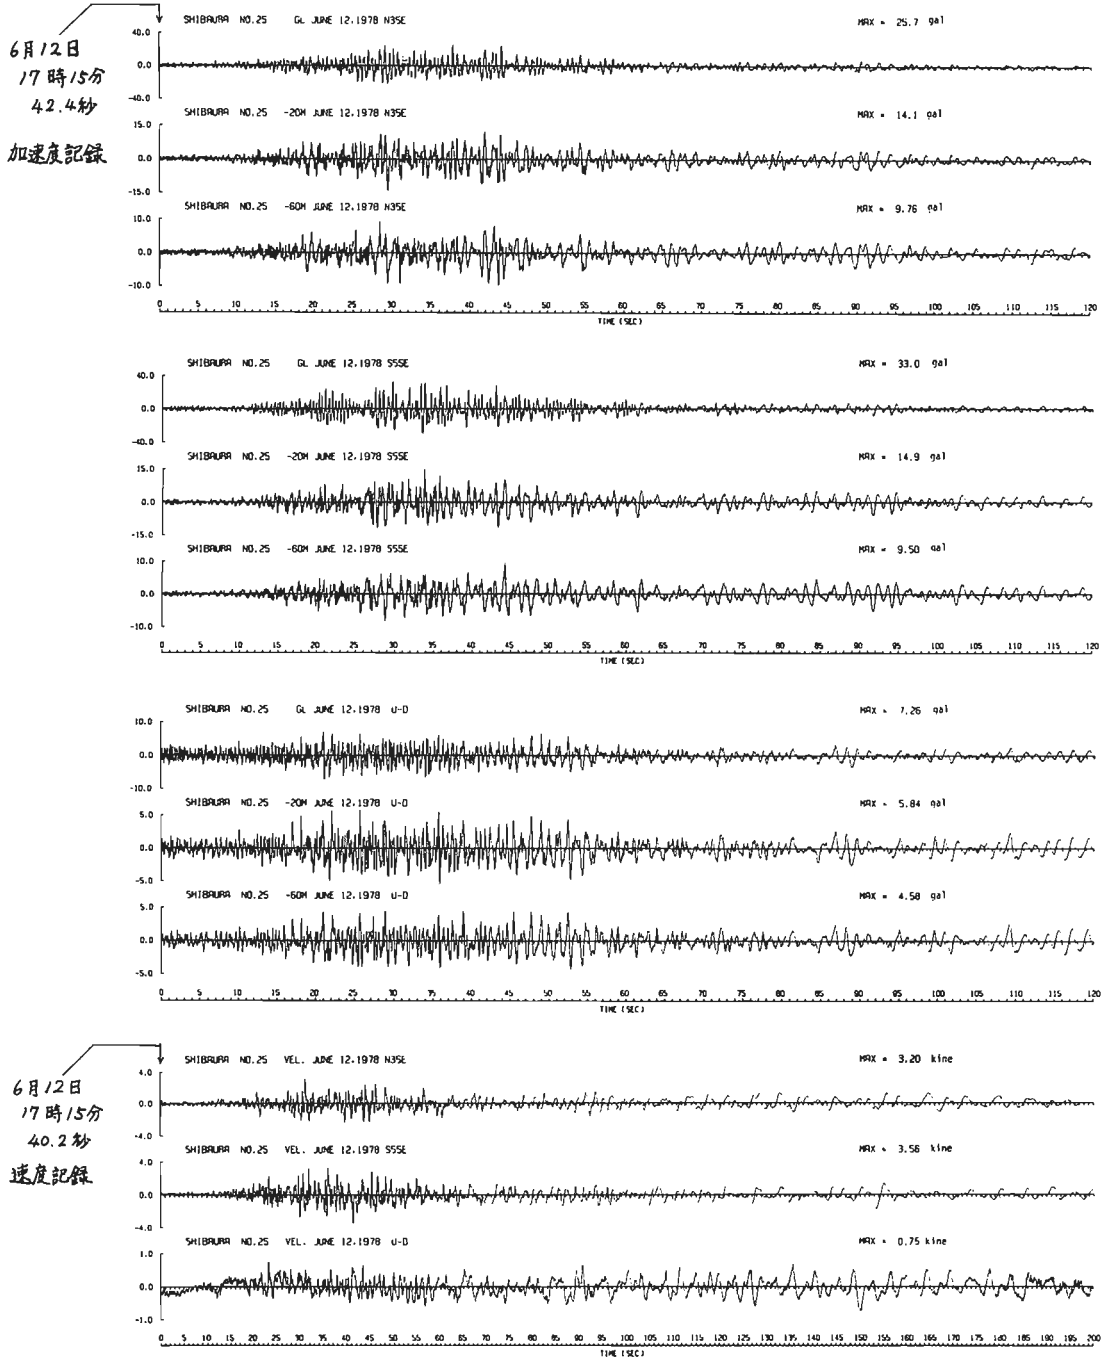 SHIBAURA NO.25 GL JUNE 12,1978 N35E MAX = 25.7 gal
6月12日
17時15分
42.4秒
加速度記録
40.0
0.0
-40.0
SHIBAURA NO.25 -20M JUNE 12,1978 N35E MAX = 14.1 gal
15.0
0.0
-15.0
SHIBAURA NO.25 -60M JUNE 12,1978 N35E MAX = 9.76 gal
10.0
0.0
-10.0
0 5 10 15 20 25 30 35 40 45 50 55 60 65 70 75 80 85 90 95 100 105 110 115 120
TIME (SEC)
SHIBAURA NO.25 GL JUNE 12,1978 S55E MAX = 33.0 gal
40.0
0.0
-40.0
SHIBAURA NO.25 -20M JUNE 12,1978 S55E MAX = 14.9 gal
15.0
0.0
-15.0
SHIBAURA NO.25 -60M JUNE 12,1978 S55E MAX = 9.50 gal
10.0
0.0
-10.0
0 5 10 15 20 25 30 35 40 45 50 55 60 65 70 75 80 85 90 95 100 105 110 115 120
TIME (SEC)
SHIBAURA NO.25 GL JUNE 12,1978 U-D MAX = 7.26 gal
10.0
0.0
-10.0
SHIBAURA NO.25 -20M JUNE 12,1978 U-D MAX = 5.84 gal
5.0
0.0
-5.0
SHIBAURA NO.25 -60M JUNE 12,1978 U-D MAX = 4.58 gal
5.0
0.0
-5.0
0 5 10 15 20 25 30 35 40 45 50 55 60 65 70 75 80 85 90 95 100 105 110 115 120
TIME (SEC)
SHIBAURA NO.25 VEL. JUNE 12,1978 N35E MAX = 3.20 kine
6月12日
17時15分
40.2秒
速度記録
4.0
0.0
-4.0
SHIBAURA NO.25 VEL. JUNE 12,1978 S55E MAX = 3.56 kine
4.0
0.0
-4.0
SHIBAURA NO.25 VEL. JUNE 12,1978 U-D MAX = 0.75 kine
1.0
0.0
-1.0
0 5 10 15 20 25 30 35 40 45 50 55 60 65 70 75 80 85 90 95 100 105 110 115 120 125 130 135 140 145 150 155 160 165 170 175 180 185 190 195 200
TIME (SEC)